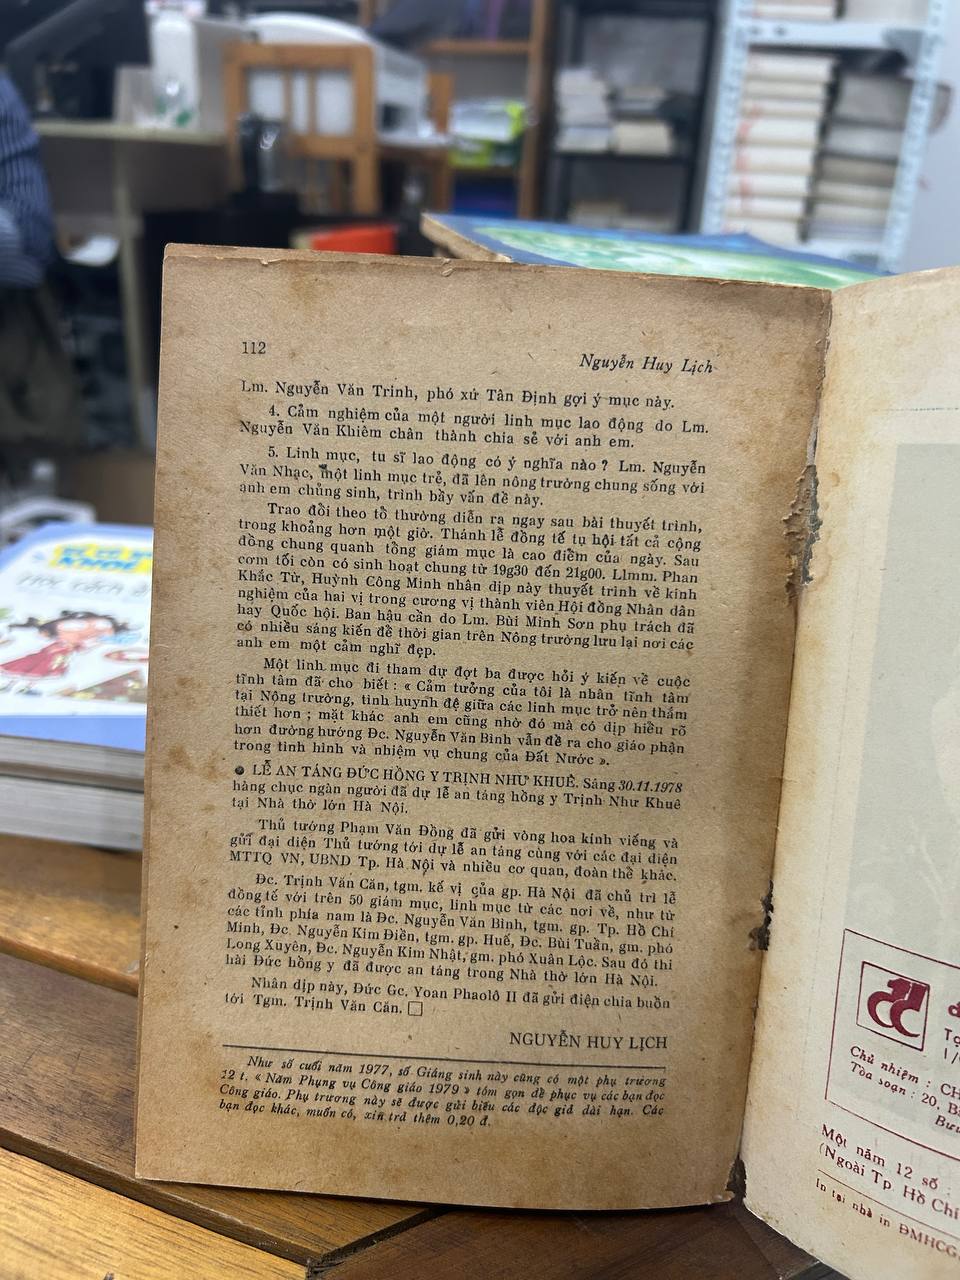 112
Nguyễn Huy Lịch
Lm. Nguyễn Văn Trinh, phó xứ Tân Định gợi ý mục này.
4. Cảm nghiệm của một người linh mục lao động do Lm.
Nguyễn Văn Khiêm chân thành chia sẻ với anh em.
5. Linh mục, tu sĩ lao động có ý nghĩa nào ? Lm. Nguyễn
Văn Nhạc, một linh mục trẻ, đã lên nông trường chung sống với
anh em chủng sinh, trình bầy vấn đề này.
Trao đổi theo tổ thường diễn ra ngay sau bài thuyết trình,
trong khoảng hơn một giờ. Thánh lễ đồng tế tụ hội tất cả cộng
đồng chung quanh tổng giám mục là cao điểm của ngày. Sau
cơm tối còn có sinh hoạt chung từ 19g30 đến 21g00. Llmm. Phan
Khắc Từ, Huỳnh Công Minh nhân dịp này thuyết trình về kinh
nghiệm của hai vị trong cương vị thành viên Hội đồng Nhân dân
hay Quốc hội. Ban hậu cần do Lm. Bùi Minh Sơn phụ trách đã
có nhiều sáng kiến để thời gian trên Nông trường lưu lại nơi các
anh em một cảm nghĩ đẹp.
Một linh mục đi tham dự đợt ba được hỏi ý kiến về cuộc
tĩnh tâm đã cho biết : « Cảm tưởng của tôi là nhân tĩnh tâm
tại Nông trường, tình huynh đệ giữa các linh mục trở nên thắm
thiết hơn ; mặt khác anh em cũng nhờ đó mà có dịp hiểu rõ
hơn đường hướng Đc. Nguyễn Văn Bình vẫn đề ra cho giáo phận
trong tình hình và nhiệm vụ chung của Đất Nước ».
● LỄ AN TÁNG ĐỨC HỒNG Y TRỊNH NHƯ KHUÊ. Sáng 30.11.1978
hàng chục ngàn người đã dự lễ an táng hồng y Trịnh Như Khuê
tại Nhà thờ lớn Hà Nội.
Thủ tướng Phạm Văn Đồng đã gửi vòng hoa kính viếng và
gửi đại diện Thủ tướng tới dự lễ an táng cùng với các đại diện
MTTQ VN, UBND Tp. Hà Nội và nhiều cơ quan, đoàn thể khác.
Đc. Trịnh Văn Căn, tgm. kế vị của gp. Hà Nội đã chủ trì lễ
đồng tế với trên 50 giám mục, linh mục từ các nơi về, như từ
các tỉnh phía nam là Đc. Nguyễn Văn Bình, tgm. gp. Tp. Hồ Chí
Minh, Đc. Nguyễn Kim Điền, tgm. gp. Huế, Đc. Bùi Tuần, gm. phó
Long Xuyên, Đc. Nguyễn Kim Nhật, gm. phó Xuân Lộc. Sau đó thi
hài Đức hồng y đã được an táng trong Nhà thờ lớn Hà Nội.
Nhân dịp này, Đức Gc. Yoan Phaolô II đã gửi điện chia buồn
tới Tgm. Trịnh Văn Căn. □
NGUYỄN HUY LỊCH
Như số cuối năm 1977, số Giáng sinh này cũng có một phụ trương
12 t. « Năm Phụng vụ Công giáo 1979 » tóm gọn để phục vụ các bạn đọc
Công giáo. Phụ trương này sẽ được gửi biếu các độc giả dài hạn. Các
bạn đọc khác, muốn có, xin trả thêm 0,20 đ.
Chủ nhiệm : CH
Tòa soạn : 20, B
Bưu
Một năm 12 số :
(Ngoài Tp. Hồ Chí
In tại nhà in ĐMHCG